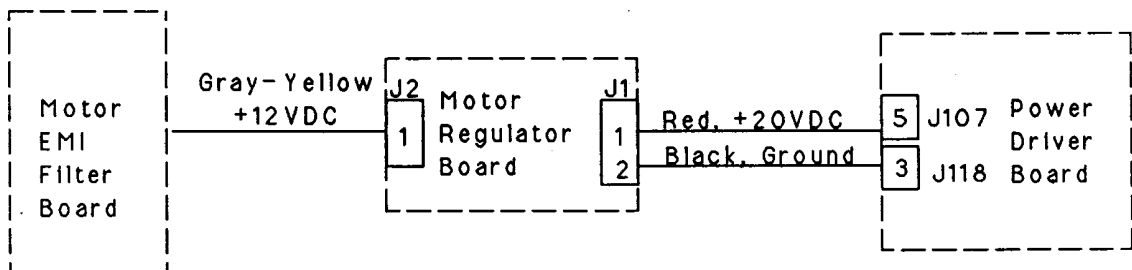 Motor
EMI
Filter
Board
Gray-Yellow
+12VDC
J2
1
Motor
Regulator
Board
J1
1
2
Red, +20VDC
Black, Ground
5
J107
3
J118
Power
Driver
Board